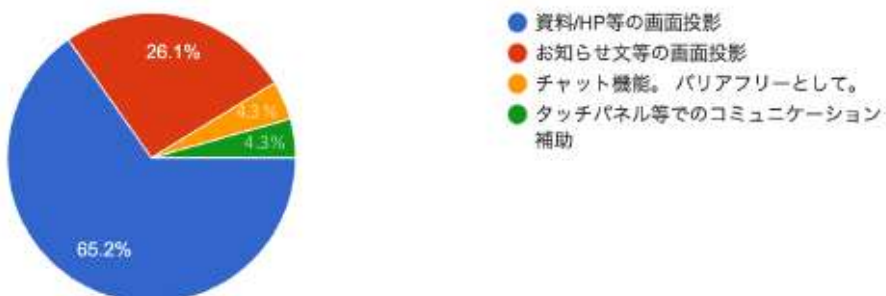 26.1%
4.3%
4.3%
65.2%
資料/HP等の画面投影
お知らせ文等の画面投影
チャット機能。 バリアフリーとして。
タッチパネル等でのコミュニケーション
補助